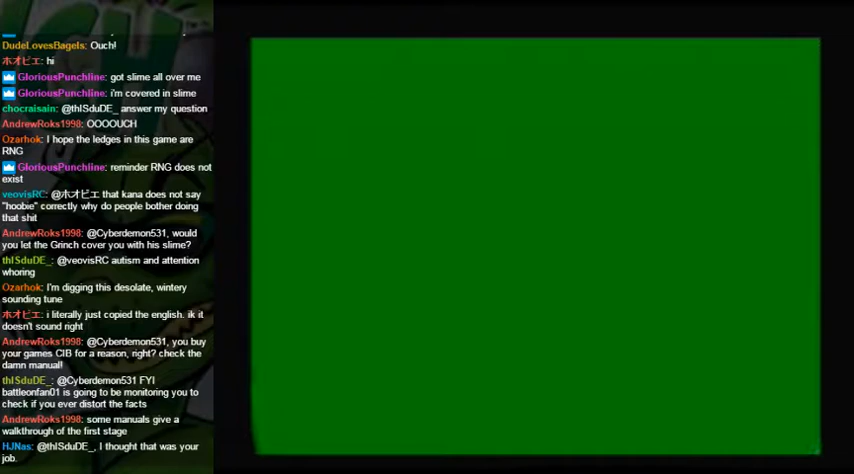 DudeLovesBagels: Ouch!
ホオビエ: hi
GloriousPunchline: got slime all over me
GloriousPunchline: i'm covered in slime
chocraisain: @thISduDE_ answer my question
AndrewRoks1998: OOOOUCH
Ozarhok: I hope the ledges in this game are
RNG
GloriousPunchline: reminder RNG does not
exist
veovisRC: @ホオビエ that kana does not say
"hoobie" correctly why do people bother doing
that shit
AndrewRoks1998: @Cyberdemon531, would
you let the Grinch cover you with his slime?
thISduDE_: @veovisRC autism and attention
whoring
Ozarhok: I'm digging this desolate, wintery
sounding tune
ホオビエ: i literally just copied the english. ik it
doesn't sound right
AndrewRoks1998: @Cyberdemon531, you buy
your games CIB for a reason, right? check the
damn manual!
thISduDE_: @Cyberdemon531 FYI
battleonfan01 is going to be monitoring you to
check if you ever distort the facts
AndrewRoks1998: some manuals give a
walkthrough of the first stage
HJNas: @thISduDE_, I thought that was your
job.